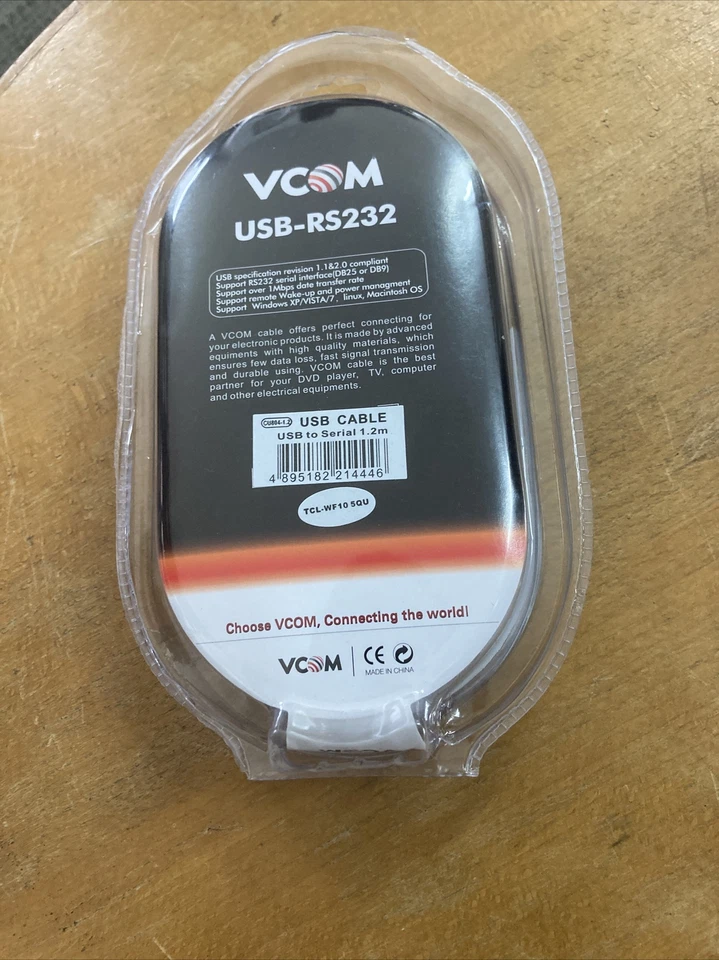 VCOM
USB-RS232
USB specification revision 1.1&2.0 compliant
Support RS232 serial interface(DB25 or DB9)
Support over 1Mbps date transfer rate
Support remote Wake-up and power managment
Support Windows XP/VISTA/7, linux, Macintosh OS
A VCOM cable offers perfect connecting for
your electronic products. It is made by advanced
equiments with high quality materials, which
ensures few data loss, fast signal transmission
and durable using. VCOM cable is the best
partner for your DVD player, TV, computer
and other electrical equipments.
CU804-1.2 USB CABLE
USB to Serial 1.2m
4 895182 214446
TCL-WF10 5QU
Choose VCOM, Connecting the world!
VCOM CE
MADE IN CHINA